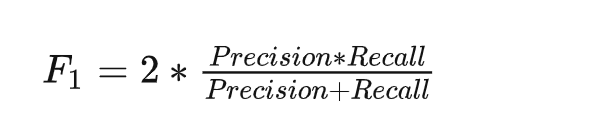 F₁ = 2 * Precision*Recall / Precision+Recall